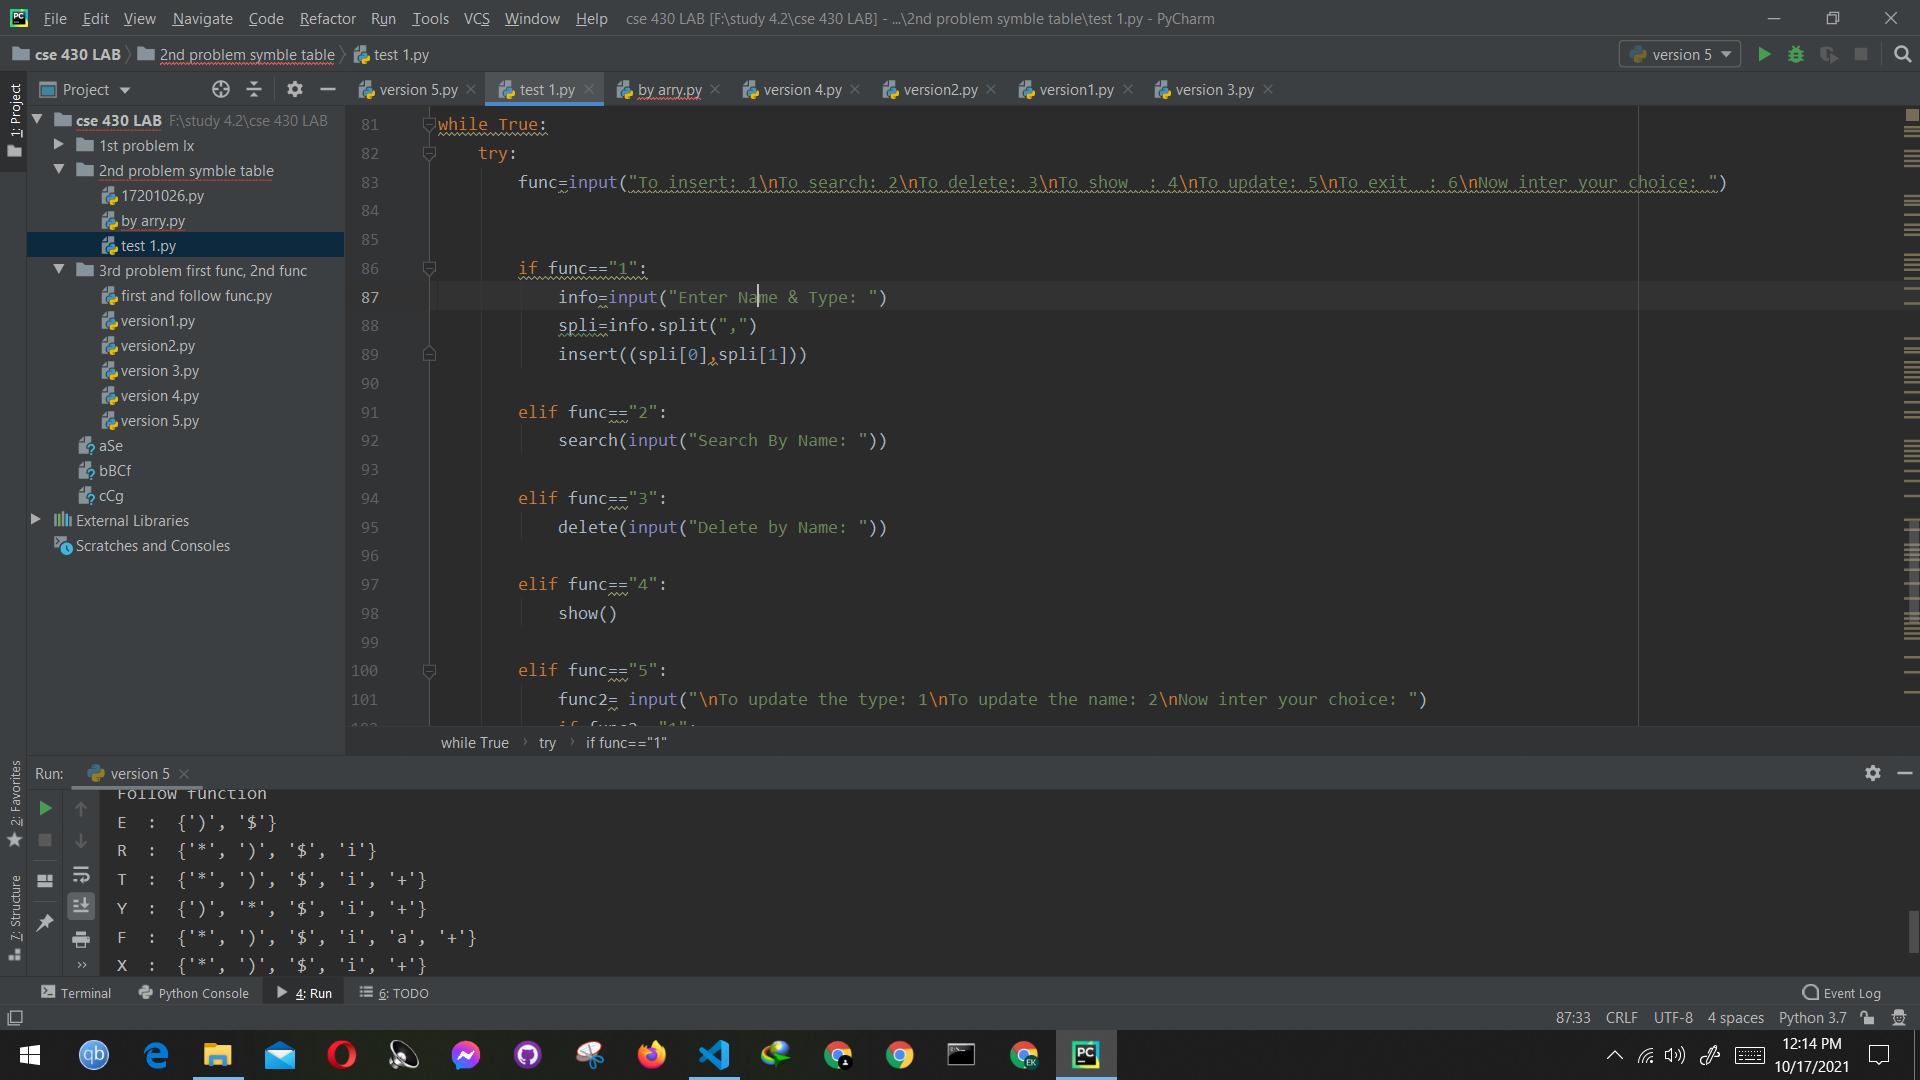 File Edit View Navigate Code Refactor Run Tools VCS Window Help cse 430 LAB [F:\study 4.2\cse 430 LAB] - ...\2nd problem symble table\test 1.py - PyCharm
cse 430 LAB 2nd problem symble table test 1.py version 5
Project version 5.py test 1.py by arry.py version 4.py version2.py version1.py version 3.py
1: Project
cse 430 LAB F:\study 4.2\cse 430 LAB
1st problem lx
2nd problem symble table
17201026.py
by arry.py
test 1.py
3rd problem first func, 2nd func
first and follow func.py
version1.py
version2.py
version 3.py
version 4.py
version 5.py
aSe
bBCf
cCg
External Libraries
Scratches and Consoles
81 while True:
82 try:
83 func=input("To insert: 1\nTo search: 2\nTo delete: 3\nTo show  : 4\nTo update: 5\nTo exit  : 6\nNow inter your choice: ")
84
85
86 if func=="1":
87 info=input("Enter Name & Type: ")
88 spli=info.split(",")
89 insert((spli[0],spli[1]))
90
91 elif func=="2":
92 search(input("Search By Name: "))
93
94 elif func=="3":
95 delete(input("Delete by Name: "))
96
97 elif func=="4":
98 show()
99
100 elif func=="5":
101 func2= input("\nTo update the type: 1\nTo update the name: 2\nNow inter your choice: ")
while True try if func=="1"
2: Favorites
7: Structure
Run: version 5
Follow function
E : {')', '$'}
R : {'*', ')', '$', 'i'}
T : {'*', ')', '$', 'i', '+'}
Y : {')', '*', '$', 'i', '+'}
F : {'*', ')', '$', 'i', 'a', '+'}
X : {'*', ')', '$', 'i', '+'}
Terminal Python Console 4: Run 6: TODO Event Log
87:33 CRLF UTF-8 4 spaces Python 3.7
qb EK PC
12:14 PM
10/17/2021